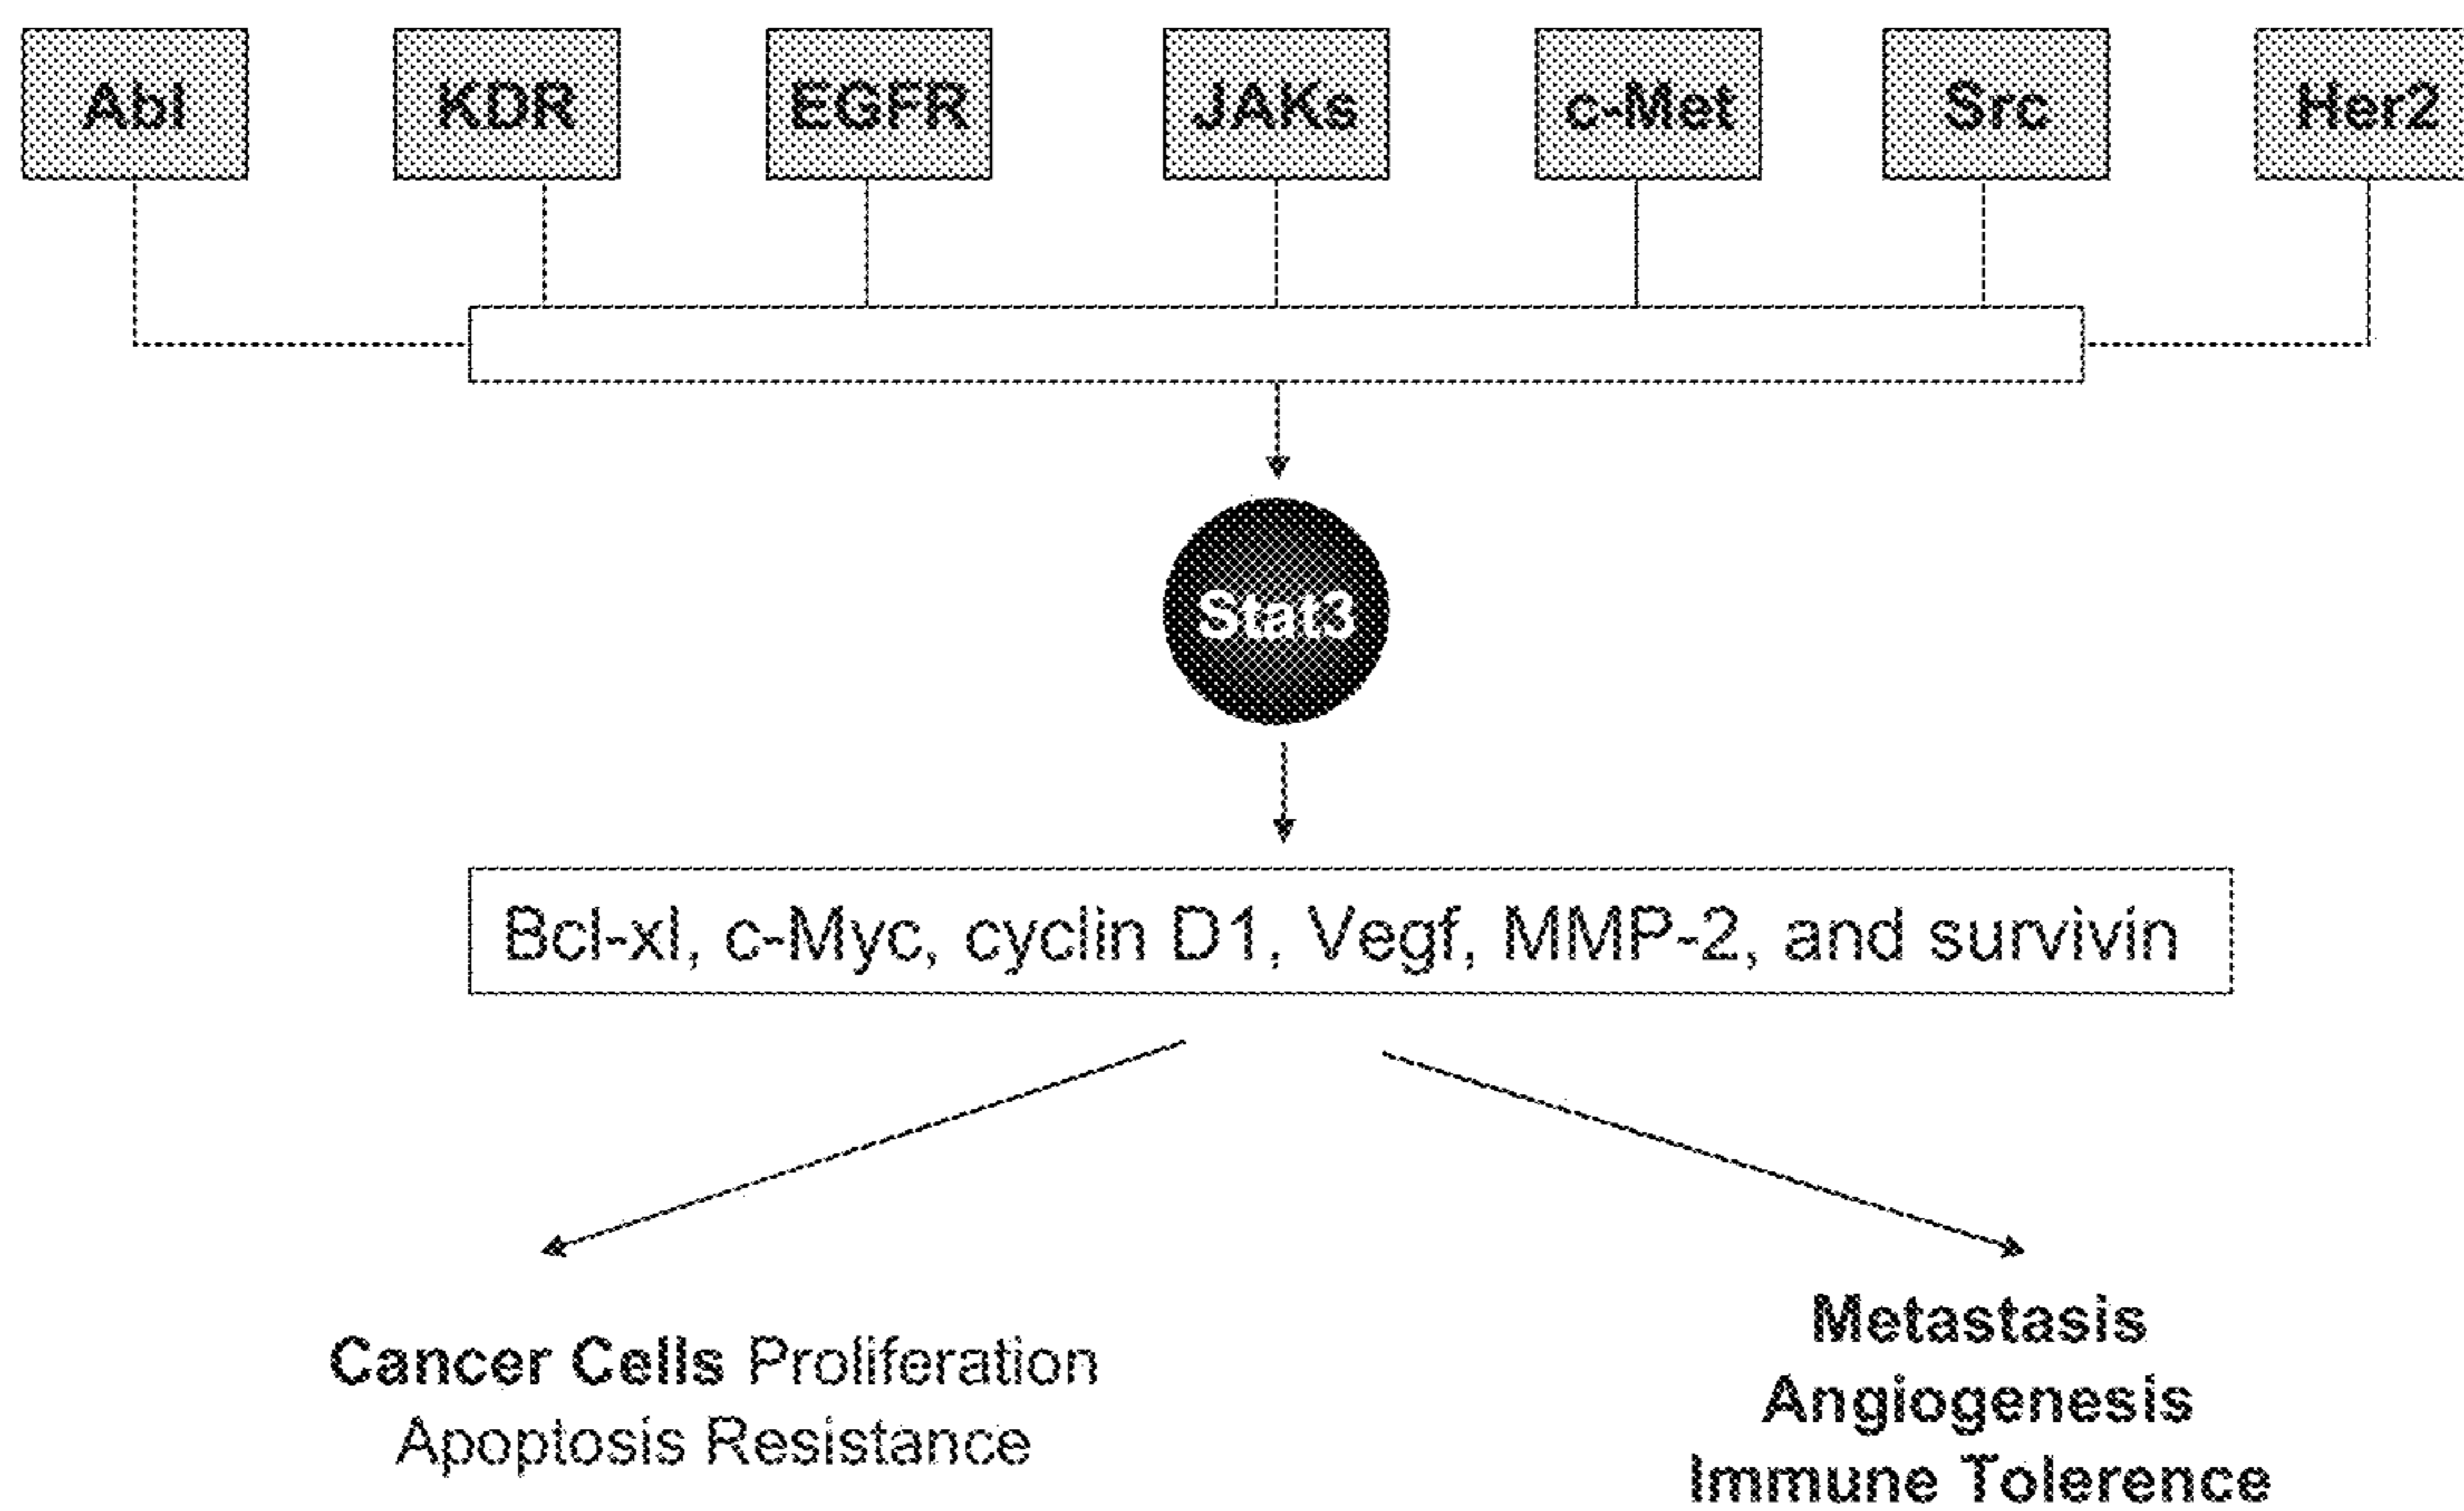 Abl KDR EGFR JAKs c-Met Src Her2
Stat3
Bcl-xl, c-Myc, cyclin D1, Vegf, MMP-2, and survivin
Cancer Cells Proliferation
Apoptosis Resistance
Metastasis
Angiogenesis
Immune Tolerence